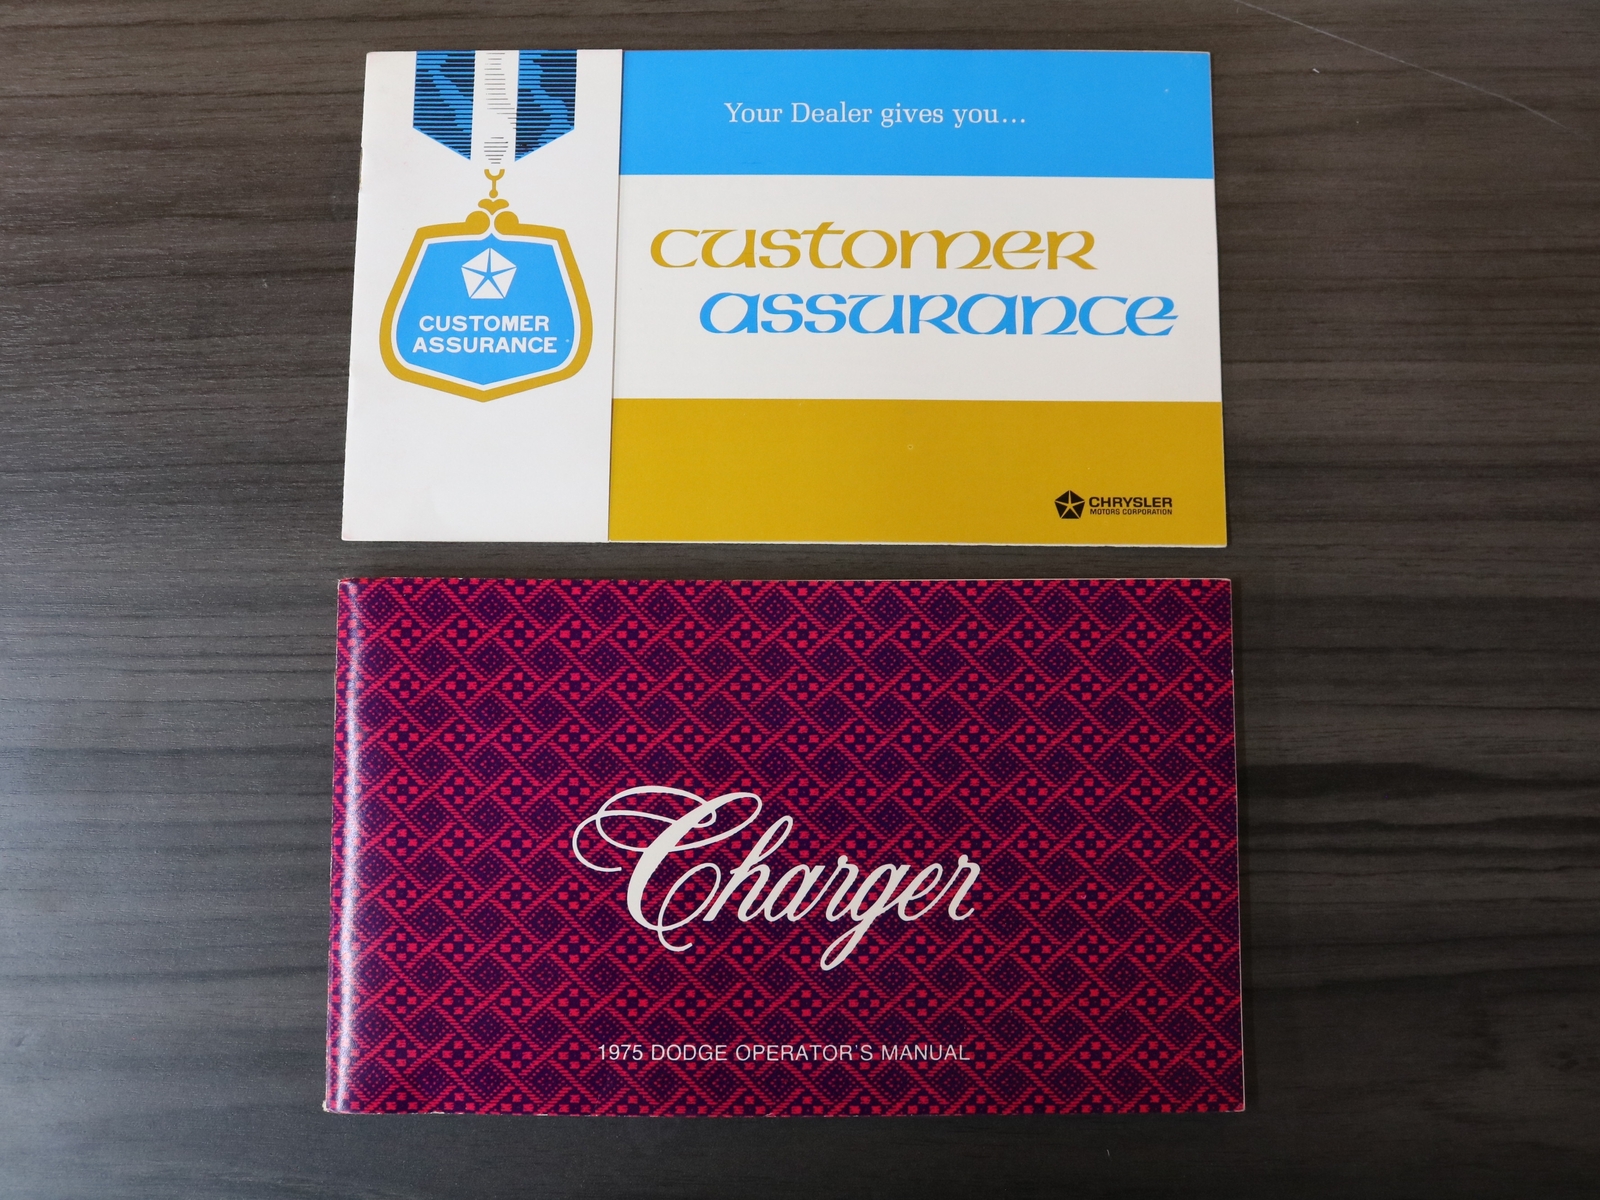 Your Dealer gives you...
customer
assurance
CUSTOMER
ASSURANCE
CHRYSLER
MOTORS CORPORATION
Charger
1975 DODGE OPERATOR'S MANUAL